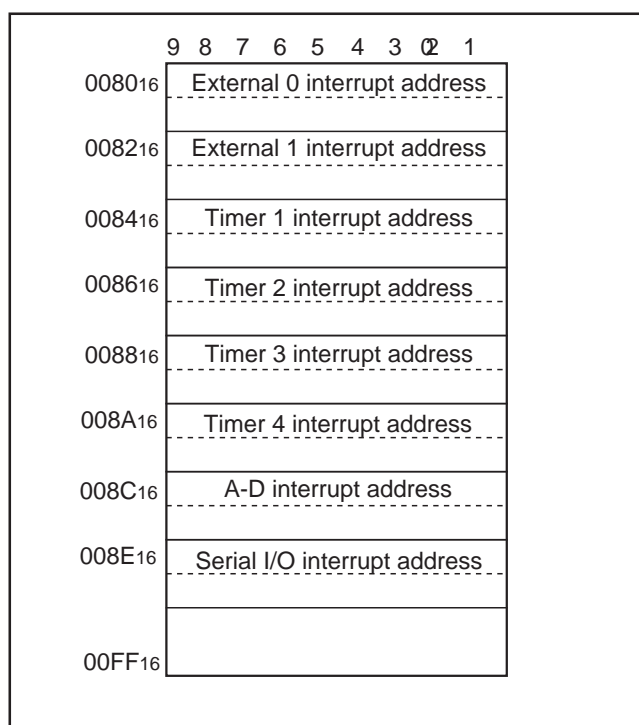 9 8 7 6 5 4 3 2 1 0
0080₁₆ External 0 interrupt address
0082₁₆ External 1 interrupt address
0084₁₆ Timer 1 interrupt address
0086₁₆ Timer 2 interrupt address
0088₁₆ Timer 3 interrupt address
008A₁₆ Timer 4 interrupt address
008C₁₆ A-D interrupt address
008E₁₆ Serial I/O interrupt address
00FF₁₆